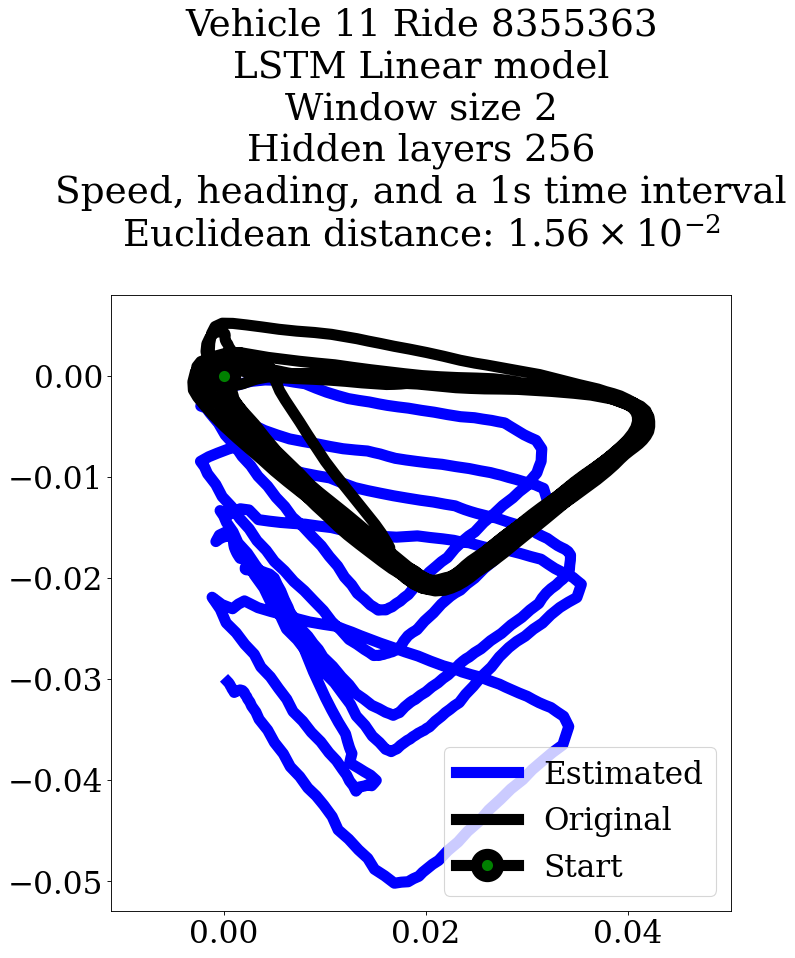 Vehicle 11 Ride 8355363
LSTM Linear model
Window size 2
Hidden layers 256
Speed, heading, and a 1s time interval
Euclidean distance: 1.56 × 10⁻²
0.00
−0.01
−0.02
−0.03
−0.04
−0.05
Estimated
Original
Start
0.00 0.02 0.04